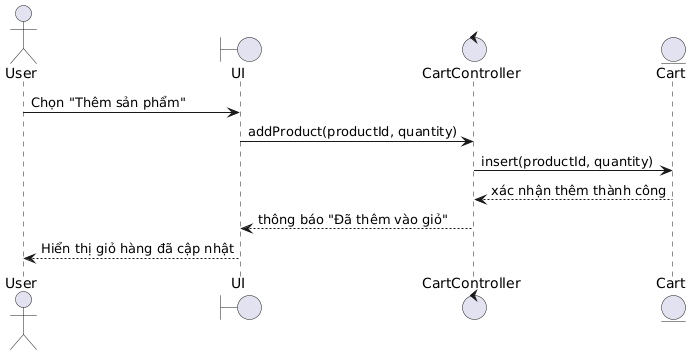 User
UI
CartController
Cart
Chọn "Thêm sản phẩm"
addProduct(productId, quantity)
insert(productId, quantity)
xác nhận thêm thành công
thông báo "Đã thêm vào giỏ"
Hiển thị giỏ hàng đã cập nhật
User
UI
CartController
Cart